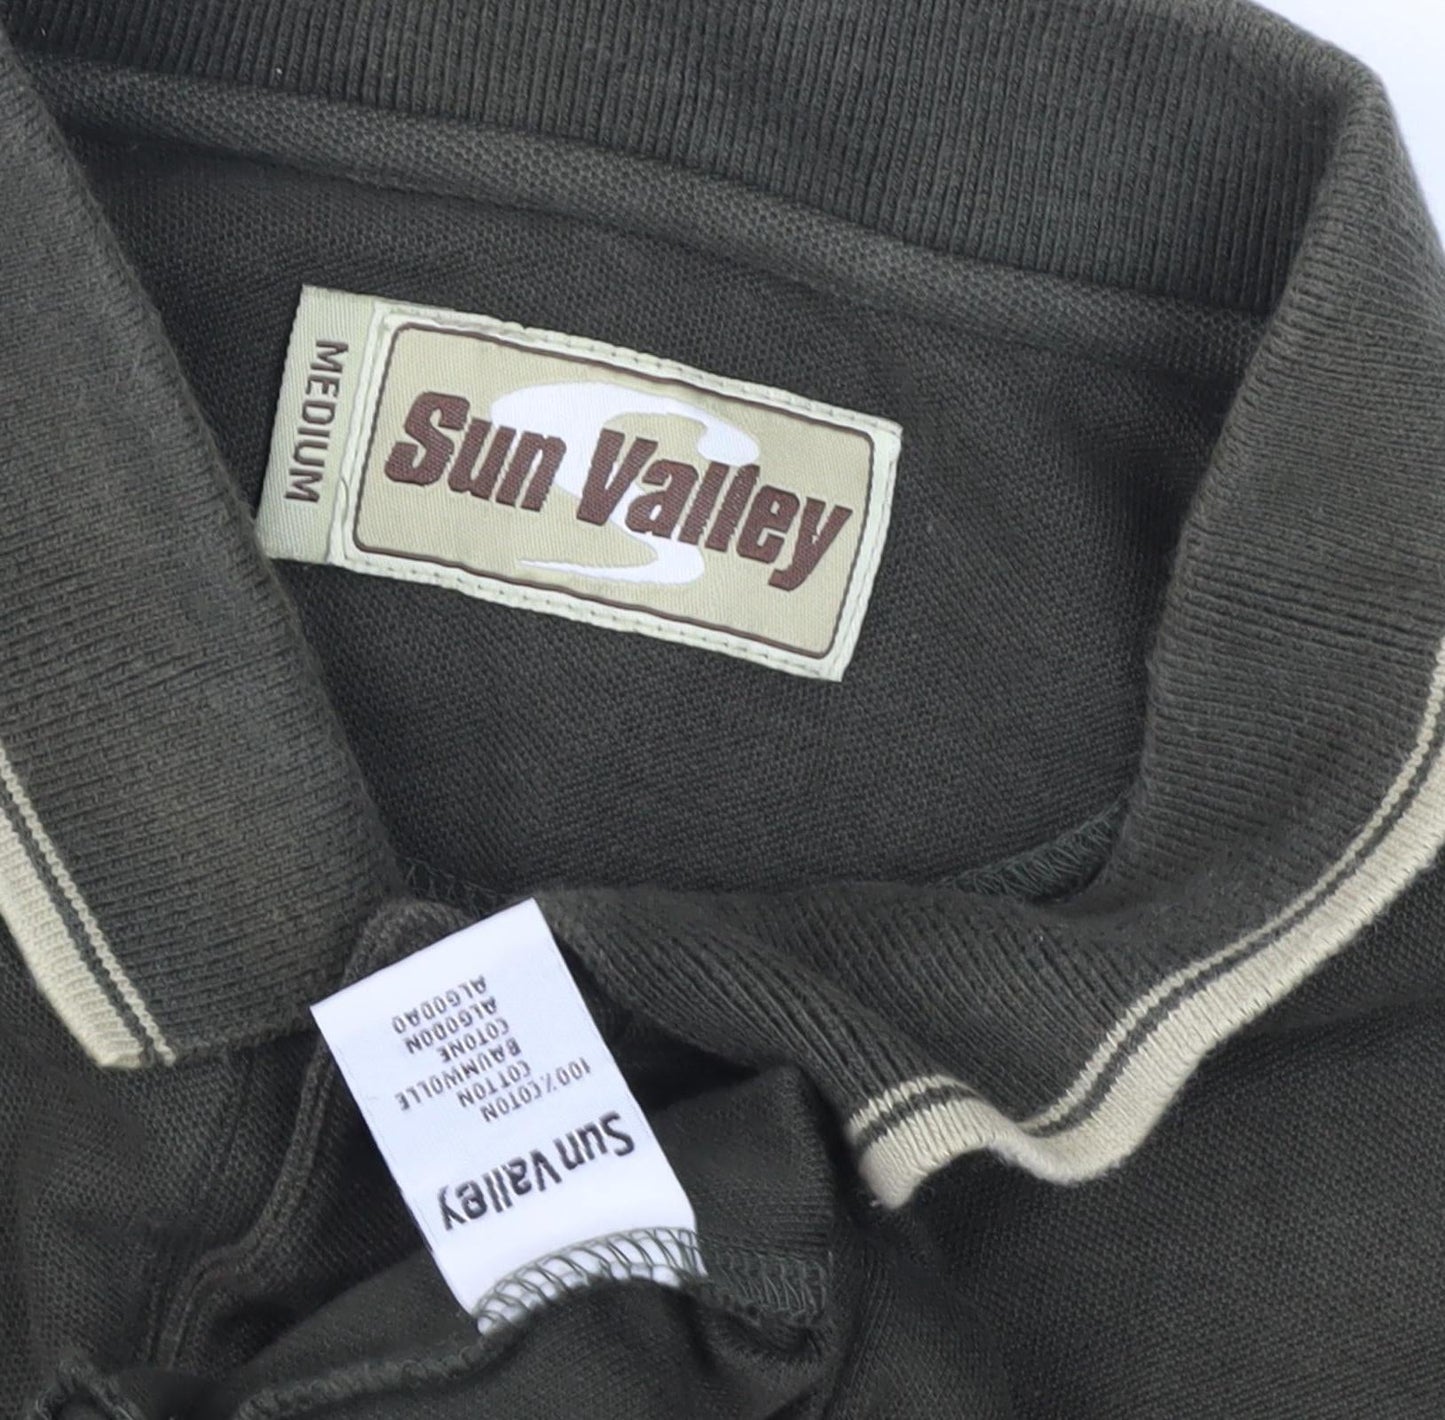 MEDIUM
Sun Valley
Sun Valley
100% COTON
COTTON
BAUMWOLLE
COTONE
ALGODON
ALGODAO